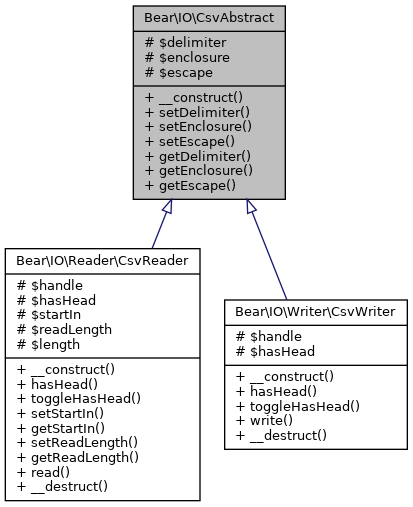 Bear\IO\CsvAbstract
# $delimiter
# $enclosure
# $escape
+ __construct()
+ setDelimiter()
+ setEnclosure()
+ setEscape()
+ getDelimiter()
+ getEnclosure()
+ getEscape()
Bear\IO\Reader\CsvReader
# $handle
# $hasHead
# $startIn
# $readLength
# $length
+ __construct()
+ hasHead()
+ toggleHasHead()
+ setStartIn()
+ getStartIn()
+ setReadLength()
+ getReadLength()
+ read()
+ __destruct()
Bear\IO\Writer\CsvWriter
# $handle
# $hasHead
+ __construct()
+ hasHead()
+ toggleHasHead()
+ write()
+ __destruct()